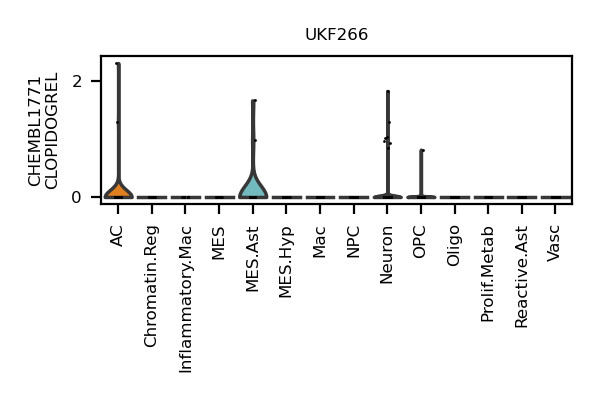 UKF266
CHEMBL1771
CLOPIDOGREL
2
0
AC
Chromatin.Reg
Inflammatory.Mac
MES
MES.Ast
MES.Hyp
Mac
NPC
Neuron
OPC
Oligo
Prolif.Metab
Reactive.Ast
Vasc